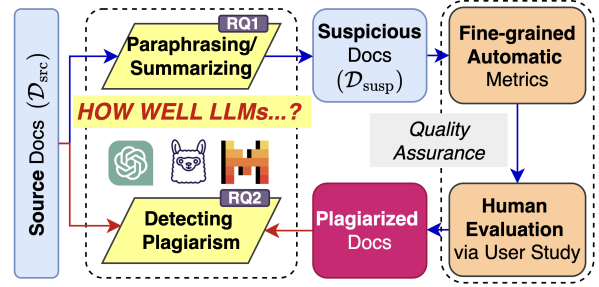 Source Docs (𝒟src)
RQ1
Paraphrasing/
Summarizing
Suspicious
Docs
(𝒟susp)
Fine-grained
Automatic
Metrics
HOW WELL LLMs...?
Quality
Assurance
RQ2
Detecting
Plagiarism
Plagiarized
Docs
Human
Evaluation
via User Study